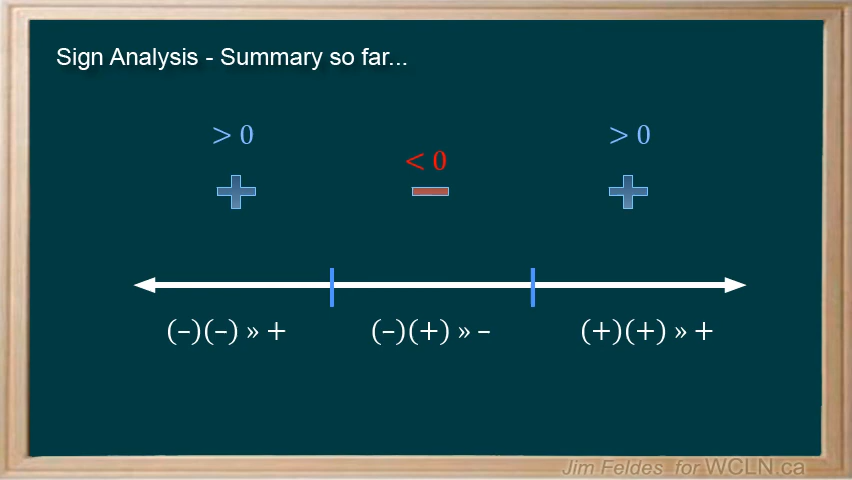 Sign Analysis - Summary so far...
> 0 > 0
< 0
+ – +
(–)(–) » + (–)(+) » – (+)(+) » +
Jim Feldes for WCLN.ca